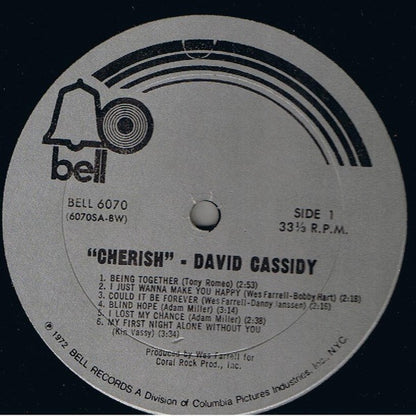 bell
BELL 6070
(6070SA-BW)
SIDE 1
33⅓ R.P.M.
"CHERISH" - DAVID CASSIDY
1. BEING TOGETHER (Tony Romeo) (2:53)
2. I JUST WANNA MAKE YOU HAPPY (Wes Farrell-Bobby Hart) (2:18)
3. COULD IT BE FOREVER (Wes Farrell-Danny Janssen) (2:16)
4. BLIND HOPE (Adam Miller) (3:14)
5. I LOST MY CHANCE (Adam Miller) (2:38)
6. MY FIRST NIGHT ALONE WITHOUT YOU
(Kin Vassy) (3:34)
Produced by Wes Farrell for
Coral Rock Prod., Inc.
℗ 1972 BELL RECORDS A Division of Columbia Pictures Industries, Inc., N.Y.C.